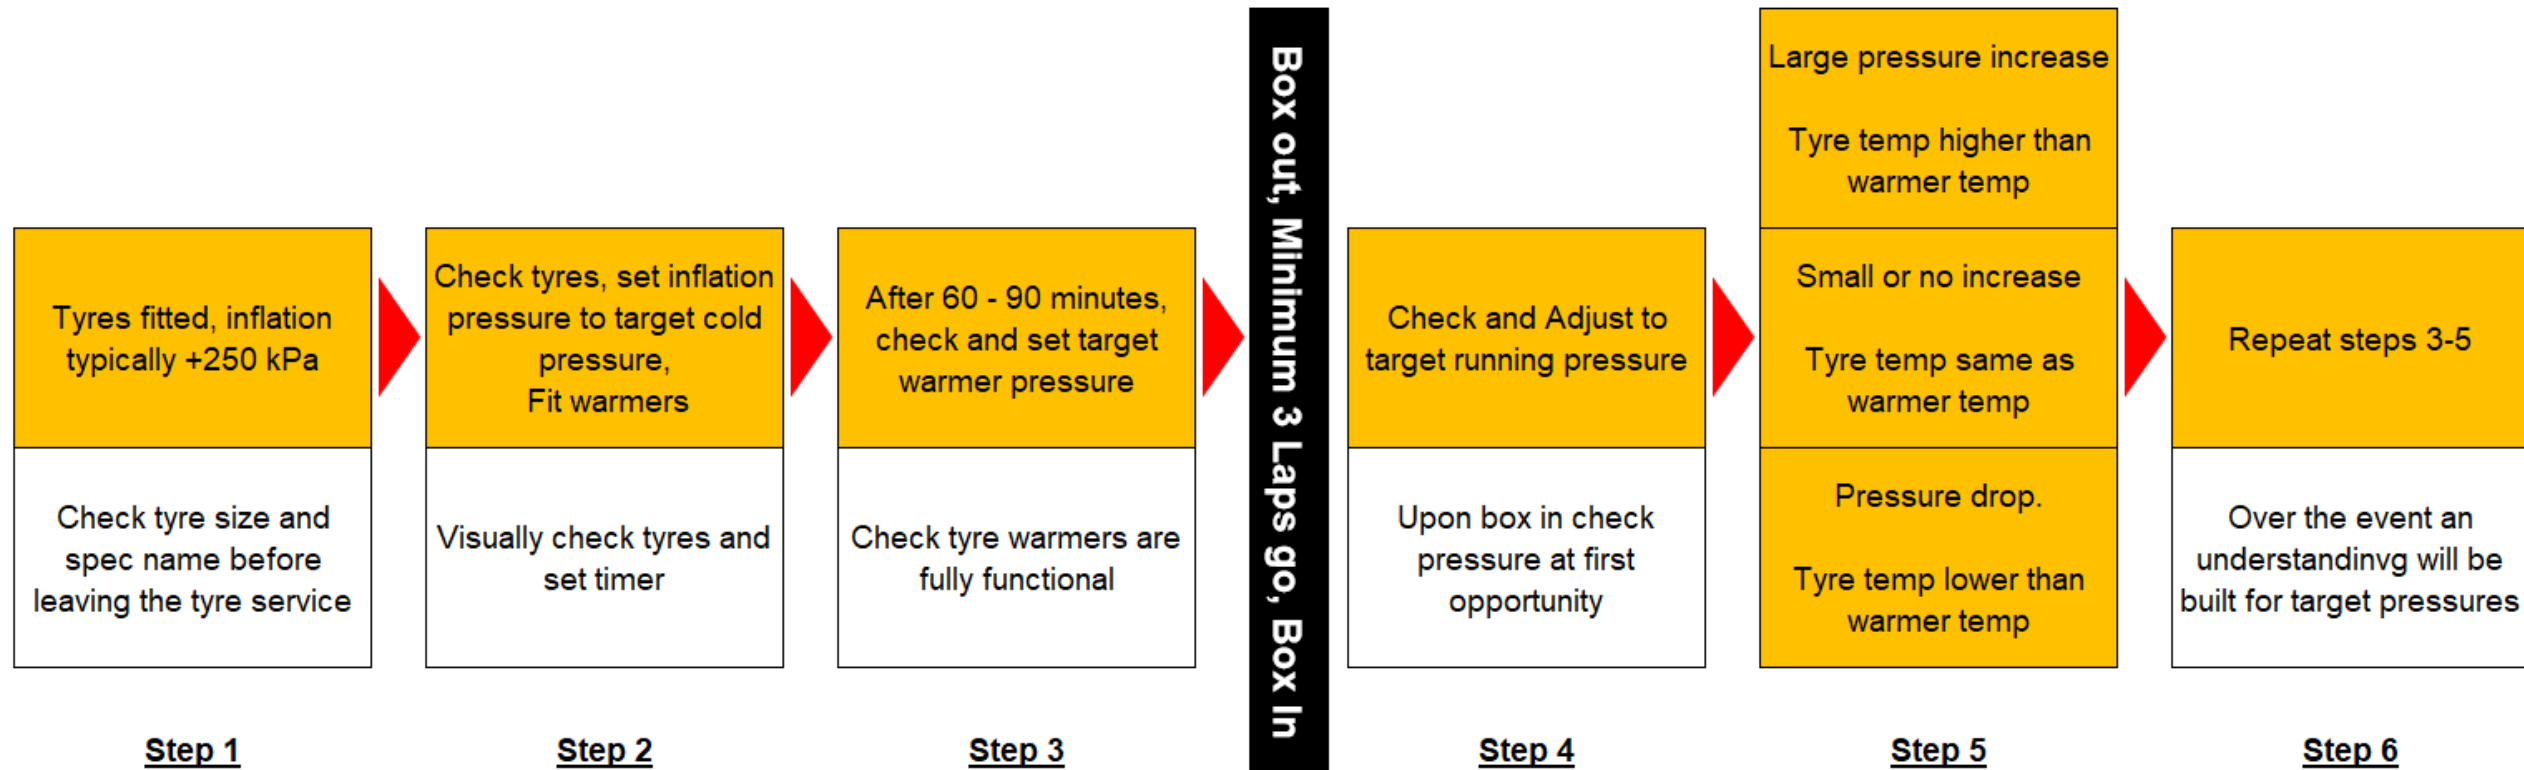 Tyres fitted, inflation
typically +250 kPa
Check tyre size and
spec name before
leaving the tyre service
Step 1
Check tyres, set inflation
pressure to target cold
pressure,
Fit warmers
Visually check tyres and
set timer
Step 2
After 60 - 90 minutes,
check and set target
warmer pressure
Check tyre warmers are
fully functional
Step 3
Box out, Minimum 3 Laps go, Box In
Check and Adjust to
target running pressure
Upon box in check
pressure at first
opportunity
Step 4
Large pressure increase
Tyre temp higher than
warmer temp
Small or no increase
Tyre temp same as
warmer temp
Pressure drop.
Tyre temp lower than
warmer temp
Step 5
Repeat steps 3-5
Over the event an
understandinvg will be
built for target pressures
Step 6